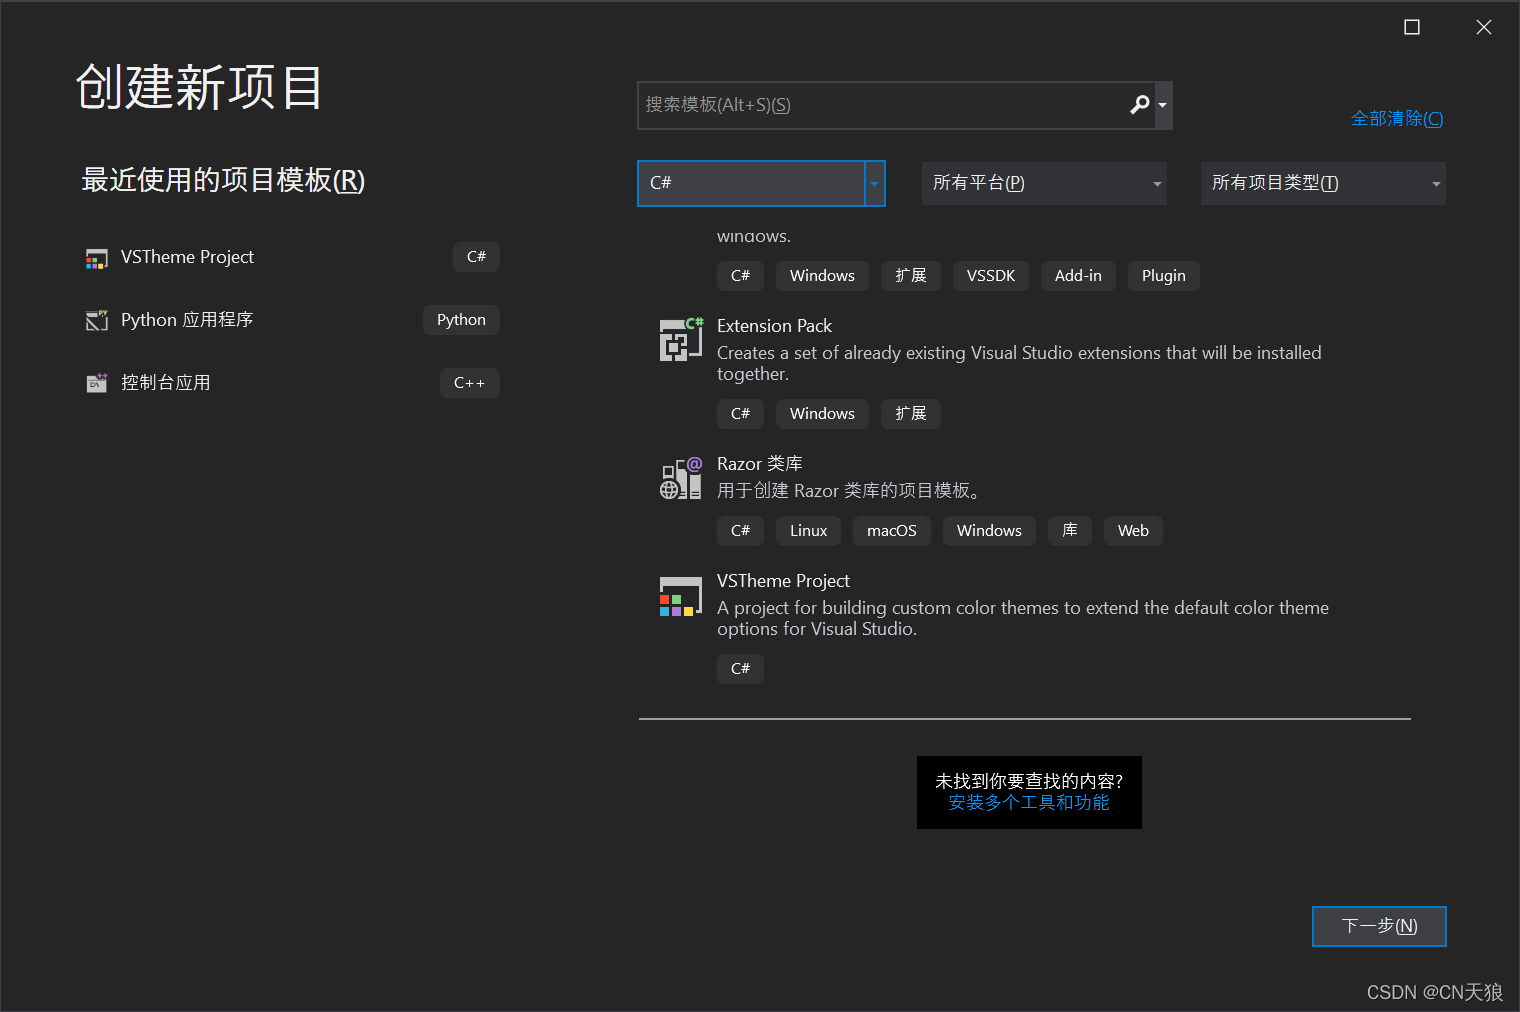 创建新项目
搜索模板(Alt+S)(S)
全部清除(C)
最近使用的项目模板(R)
C#
所有平台(P)
所有项目类型(T)
VSTheme Project
C#
Python 应用程序
Python
控制台应用
C++
windows.
C#
Windows
扩展
VSSDK
Add-in
Plugin
Extension Pack
Creates a set of already existing Visual Studio extensions that will be installed
together.
C#
Windows
扩展
Razor 类库
用于创建 Razor 类库的项目模板。
C#
Linux
macOS
Windows
库
Web
VSTheme Project
A project for building custom color themes to extend the default color theme
options for Visual Studio.
C#
未找到你要查找的内容?
安装多个工具和功能
下一步(N)
CSDN @CN天狼